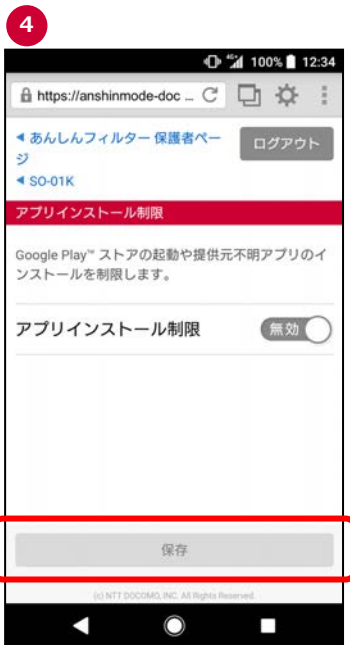 4
100% 12:34
https://anshinmode-doc ...
あんしんフィルター 保護者ペー
ジ
ログアウト
SO-01K
アプリインストール制限
Google Play™ ストアの起動や提供元不明アプリのイ
ンストールを制限します。
アプリインストール制限
無効
保存
(c) NTT DOCOMO, INC. All Rights Reserved.